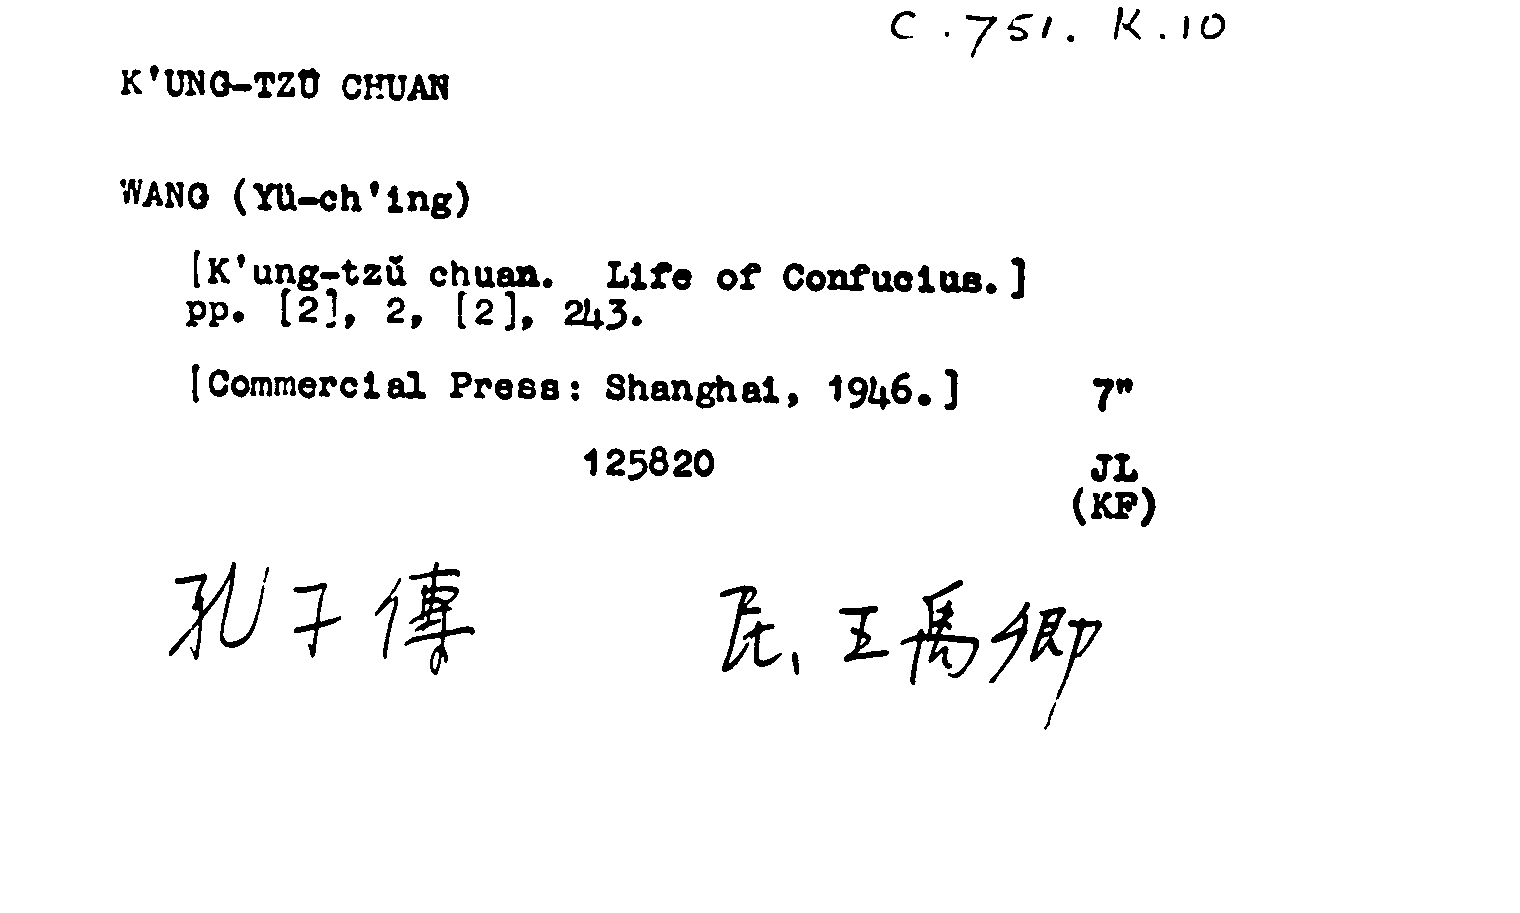 C.751.K.10
K'UNG-TZŬ CHUAN
WANG (Yü-ch'ing)
[K'ung-tzŭ chuan. Life of Confucius.]
pp. [2], 2, [2], 243.
[Commercial Press: Shanghai, 1946.] 7"
125820 JL
(KF)
孔子傳 民、王禹卿